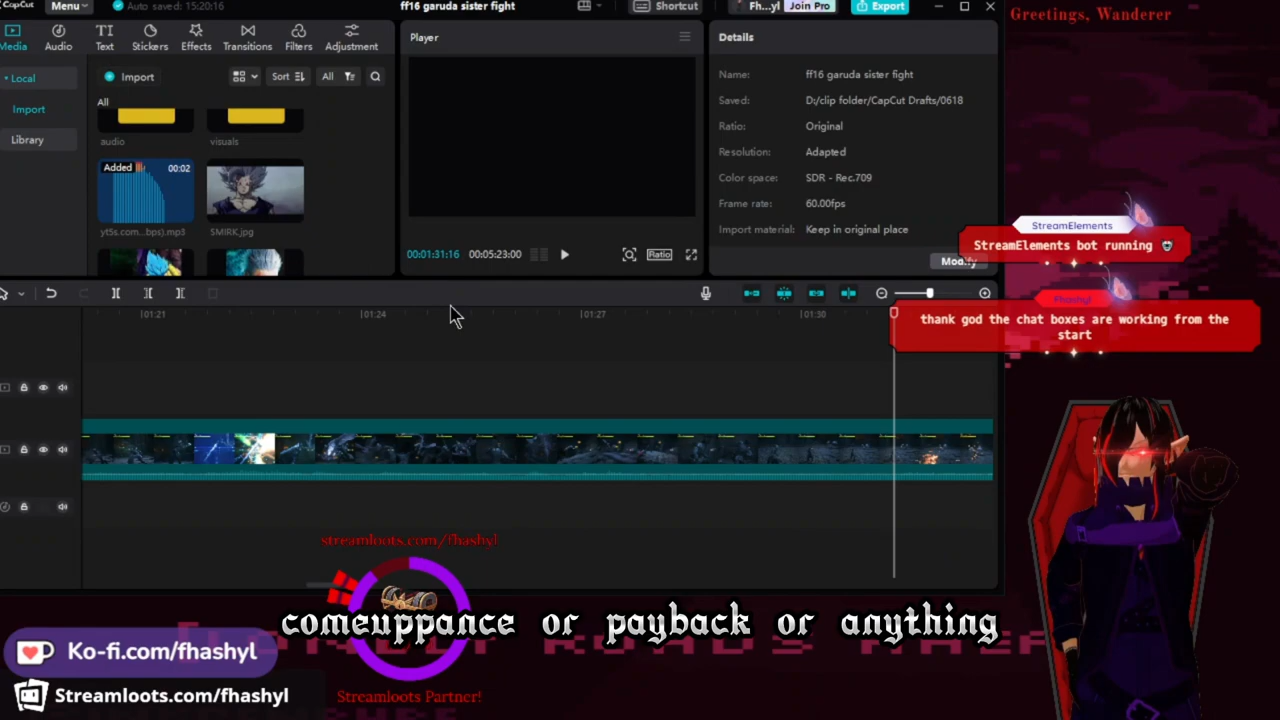 CapCut
Menu
Auto saved: 15:20:16
ff16 garuda sister fight
Shortcut
Fh...yl
Join Pro
Export
Greetings, Wanderer
Media
Audio
Text
Stickers
Effects
Transitions
Filters
Adjustment
Player
Details
Local
Import
Library
Import
Sort
All
All
audio
visuals
Added
00:02
yt5s.com...bps).mp3
SMIRK.jpg
00:01:31:16
00:05:23:00
Ratio
Name: ff16 garuda sister fight
Saved: D:/clip folder/CapCut Drafts/0618
Ratio: Original
Resolution: Adapted
Color space: SDR - Rec.709
Frame rate: 60.00fps
Import material: Keep in original place
Modify
StreamElements
StreamElements bot running
Fhashyl
thank god the chat boxes are working from the
start
01:21
01:24
01:27
01:30
streamloots.com/fhashyl
comeuppance or payback or anything
Ko-fi.com/fhashyl
Streamloots.com/fhashyl
Streamloots Partner!